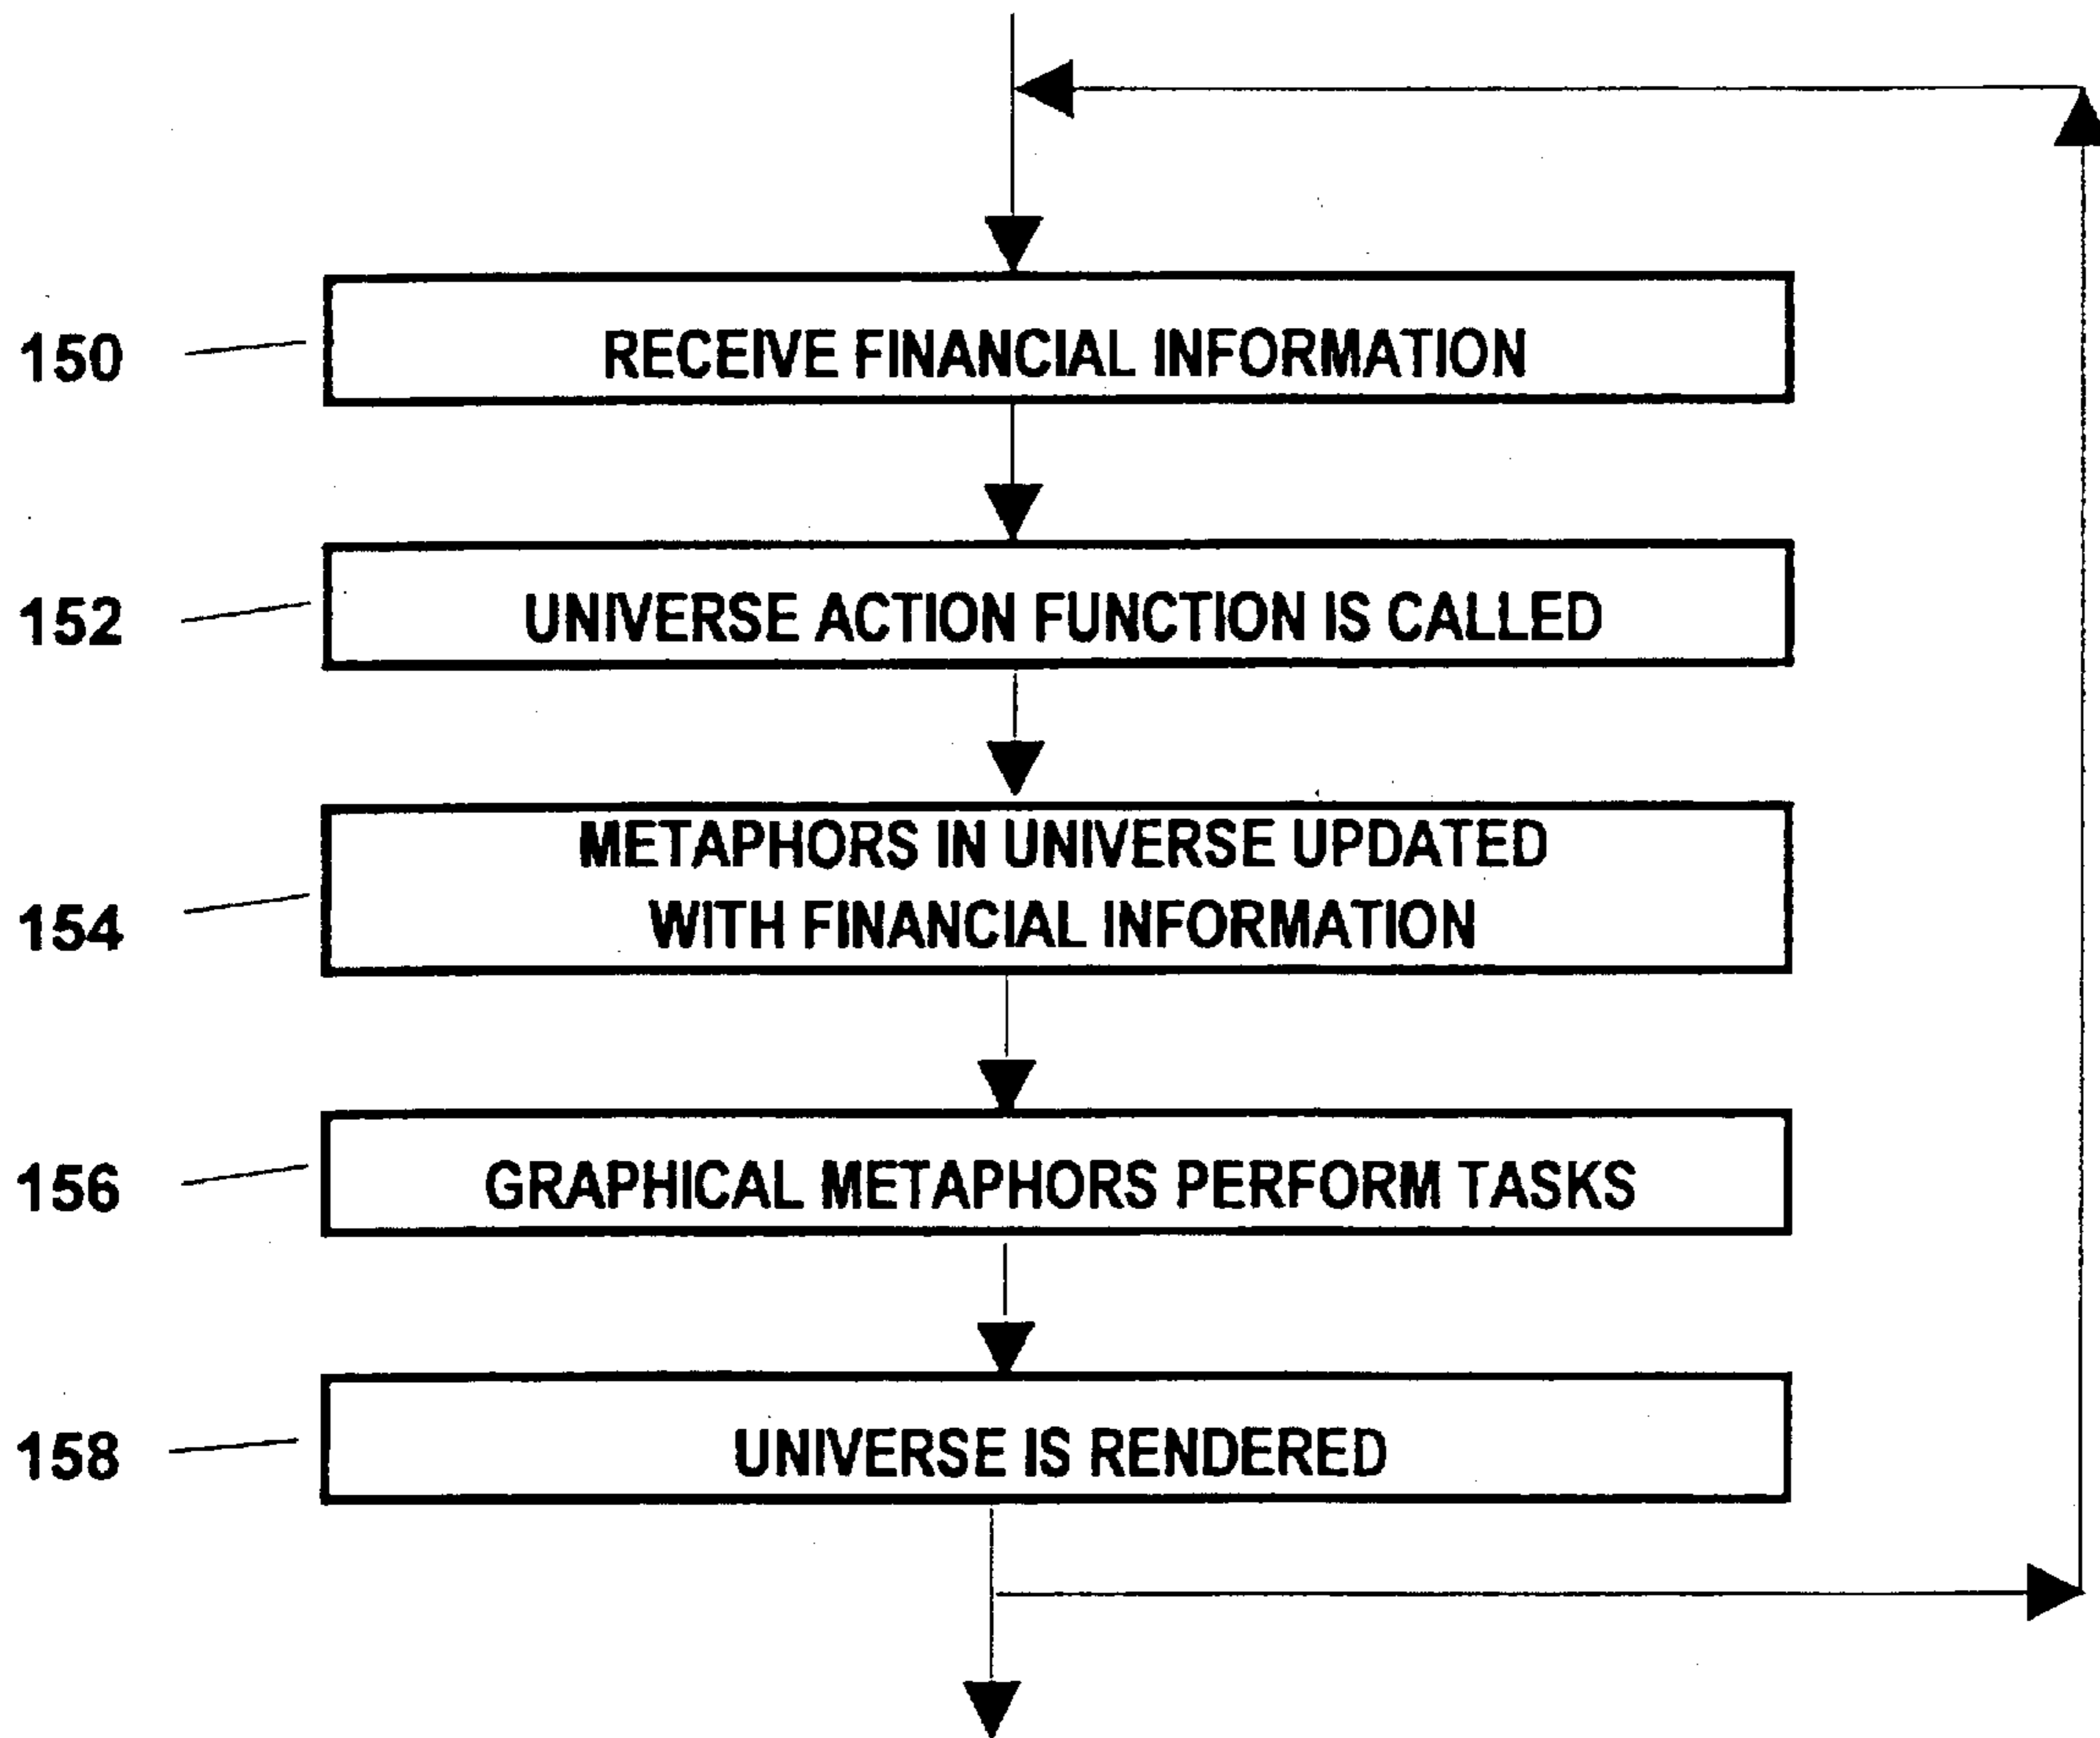 150 RECEIVE FINANCIAL INFORMATION
152 UNIVERSE ACTION FUNCTION IS CALLED
METAPHORS IN UNIVERSE UPDATED
154 WITH FINANCIAL INFORMATION
156 GRAPHICAL METAPHORS PERFORM TASKS
158 UNIVERSE IS RENDERED